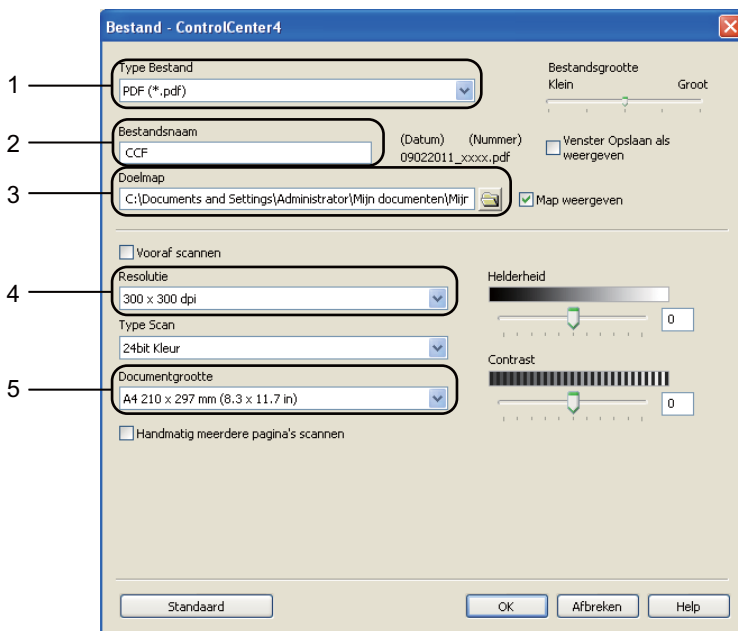 Bestand - ControlCenter4
1
Type Bestand
PDF (*.pdf)
Bestandsgrootte
Klein Groot
2
Bestandsnaam
CCF
(Datum) (Nummer)
09022011_xxxx.pdf
Venster Opslaan als
weergeven
3
Doelmap
C:\Documents and Settings\Administrator\Mijn documenten\Mijr
Map weergeven
Vooraf scannen
4
Resolutie
300 x 300 dpi
Helderheid
0
Type Scan
24bit Kleur
Contrast
0
5
Documentgrootte
A4 210 x 297 mm (8.3 x 11.7 in)
Handmatig meerdere pagina's scannen
Standaard OK Afbreken Help